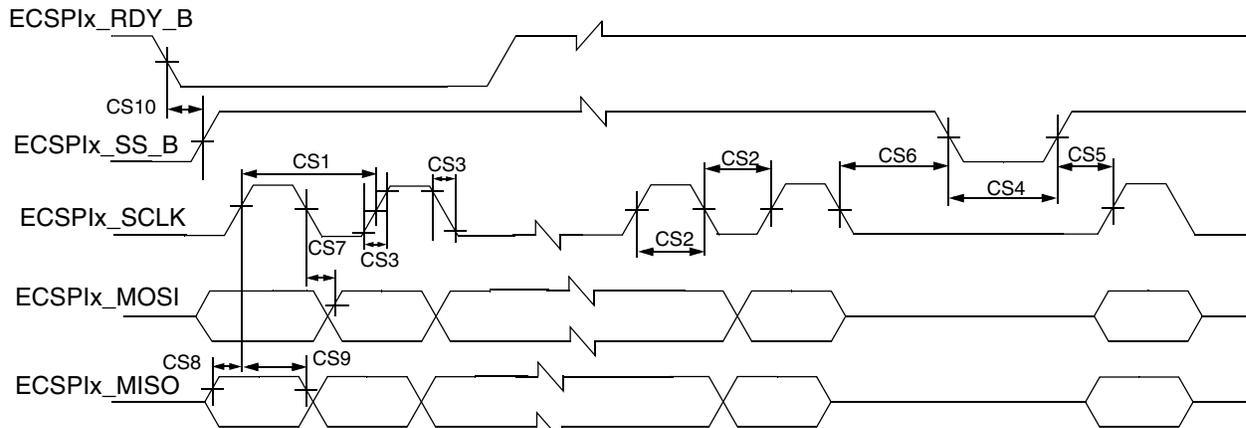 ECSPIx_RDY_B
CS10
ECSPIx_SS_B
CS1
CS3
CS2
CS6
CS5
CS4
ECSPIx_SCLK
CS7
CS3
CS2
ECSPIx_MOSI
CS8
CS9
ECSPIx_MISO